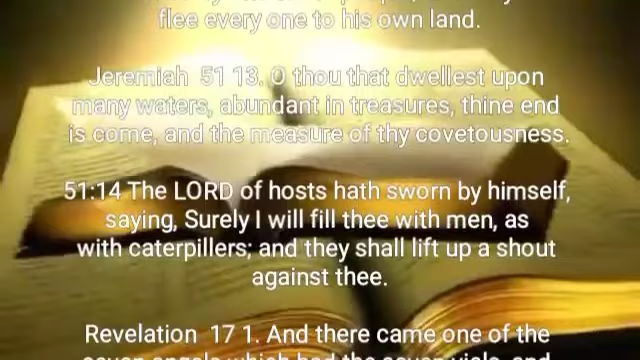 flee every one to his own land.
Jeremiah 51 13. O thou that dwellest upon
many waters, abundant in treasures, thine end
is come, and the measure of thy covetousness.
51:14 The LORD of hosts hath sworn by himself,
saying, Surely I will fill thee with men, as
with caterpillers; and they shall lift up a shout
against thee.
Revelation 17 1. And there came one of the
seven angels which had the seven vials, and